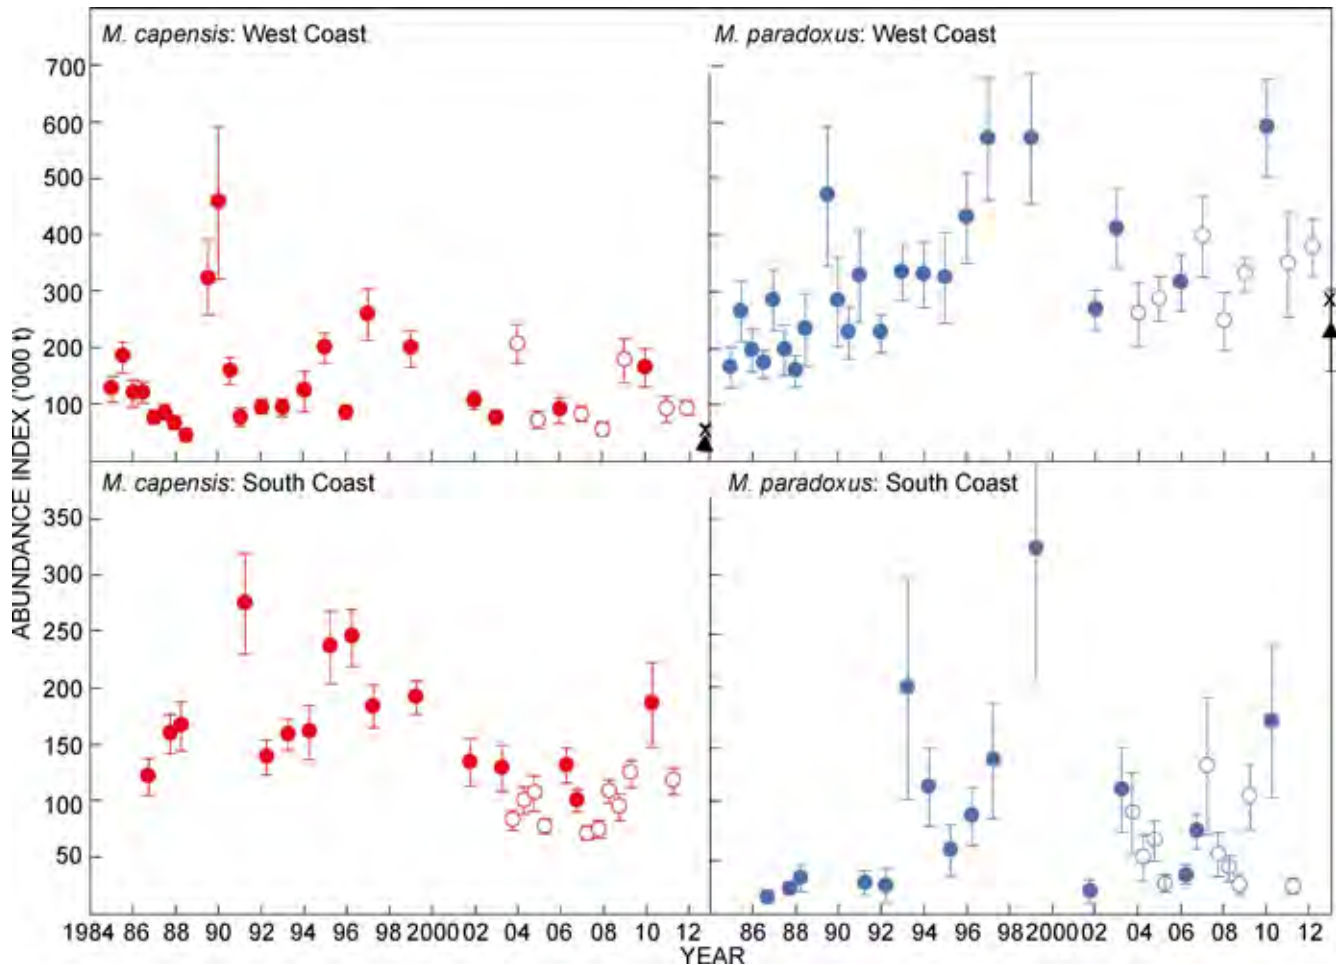 M. capensis: West Coast
M. paradoxus: West Coast
700
600
500
400
300
200
100
M. capensis: South Coast
M. paradoxus: South Coast
350
300
250
200
150
100
50
ABUNDANCE INDEX ('000 t)
1984 86 88 90 92 94 96 98 2000 02 04 06 08 10 12
86 88 90 92 94 96 98 2000 02 04 06 08 10 12
YEAR